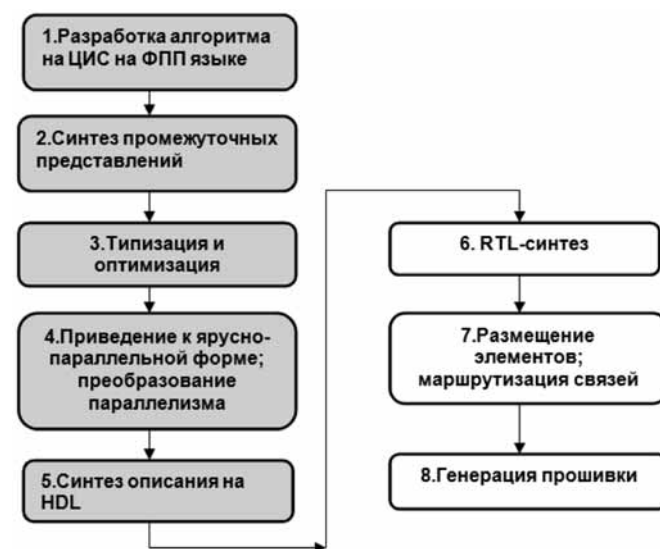 1.Разработка алгоритма
на ЦИС на ФПП языке
2.Синтез промежуточных
представлений
3.Типизация и
оптимизация
4.Приведение к ярусно-
параллельной форме;
преобразование
параллелизма
5.Синтез описания на
HDL
6. RTL-синтез
7.Размещение
элементов;
маршрутизация связей
8.Генерация прошивки